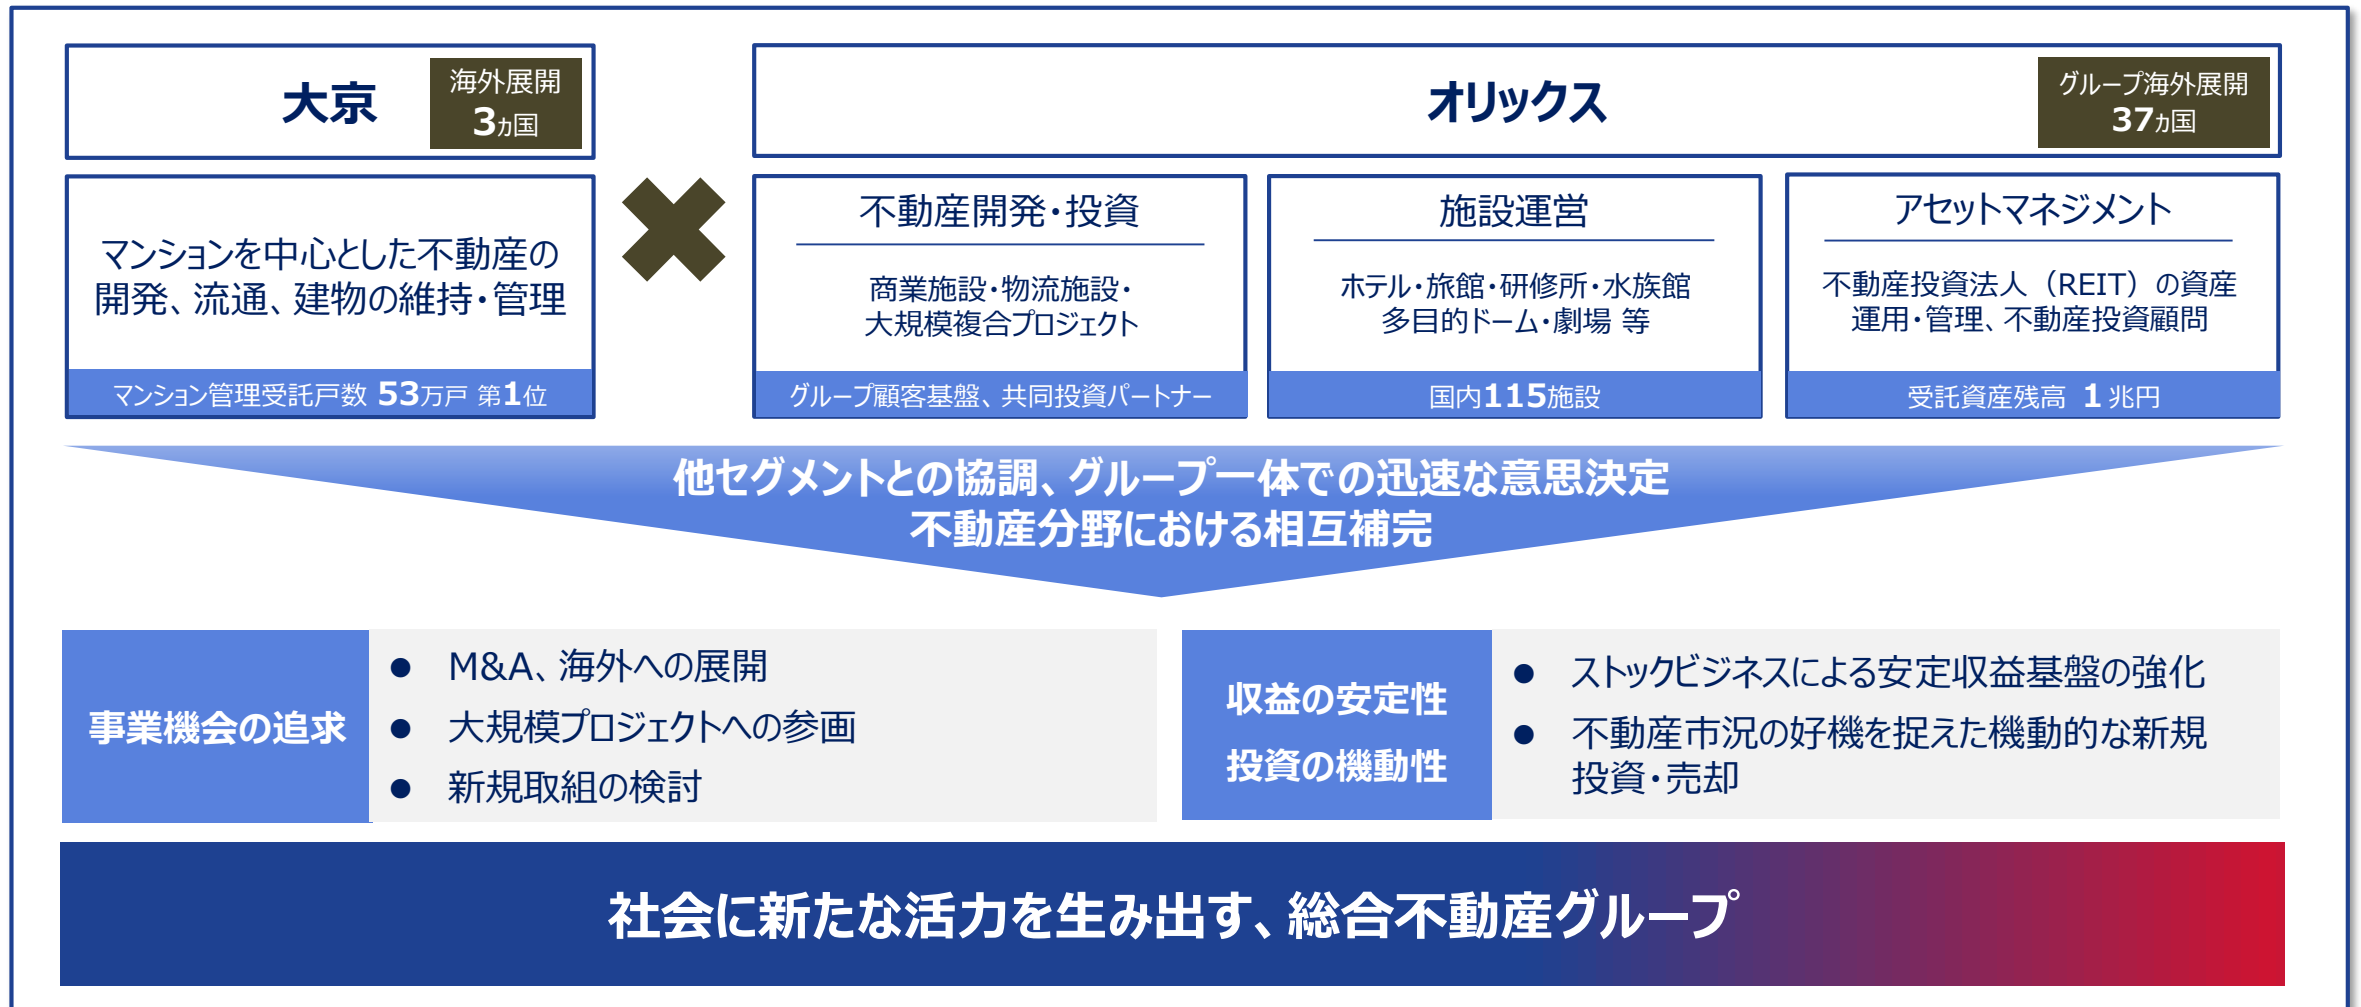 大京
海外展開
3ヵ国
オリックス
グループ海外展開
37ヵ国
マンションを中心とした不動産の
開発、流通、建物の維持・管理
マンション管理受託戸数 53万戸 第1位
不動産開発・投資
商業施設・物流施設・
大規模複合プロジェクト
グループ顧客基盤、共同投資パートナー
施設運営
ホテル・旅館・研修所・水族館
多目的ドーム・劇場 等
国内115施設
アセットマネジメント
不動産投資法人（REIT）の資産
運用・管理、不動産投資顧問
受託資産残高 1兆円
他セグメントとの協調、グループ一体での迅速な意思決定
不動産分野における相互補完
事業機会の追求
● M&A、海外への展開
● 大規模プロジェクトへの参画
● 新規取組の検討
収益の安定性
投資の機動性
● ストックビジネスによる安定収益基盤の強化
● 不動産市況の好機を捉えた機動的な新規
投資・売却
社会に新たな活力を生み出す、総合不動産グループ